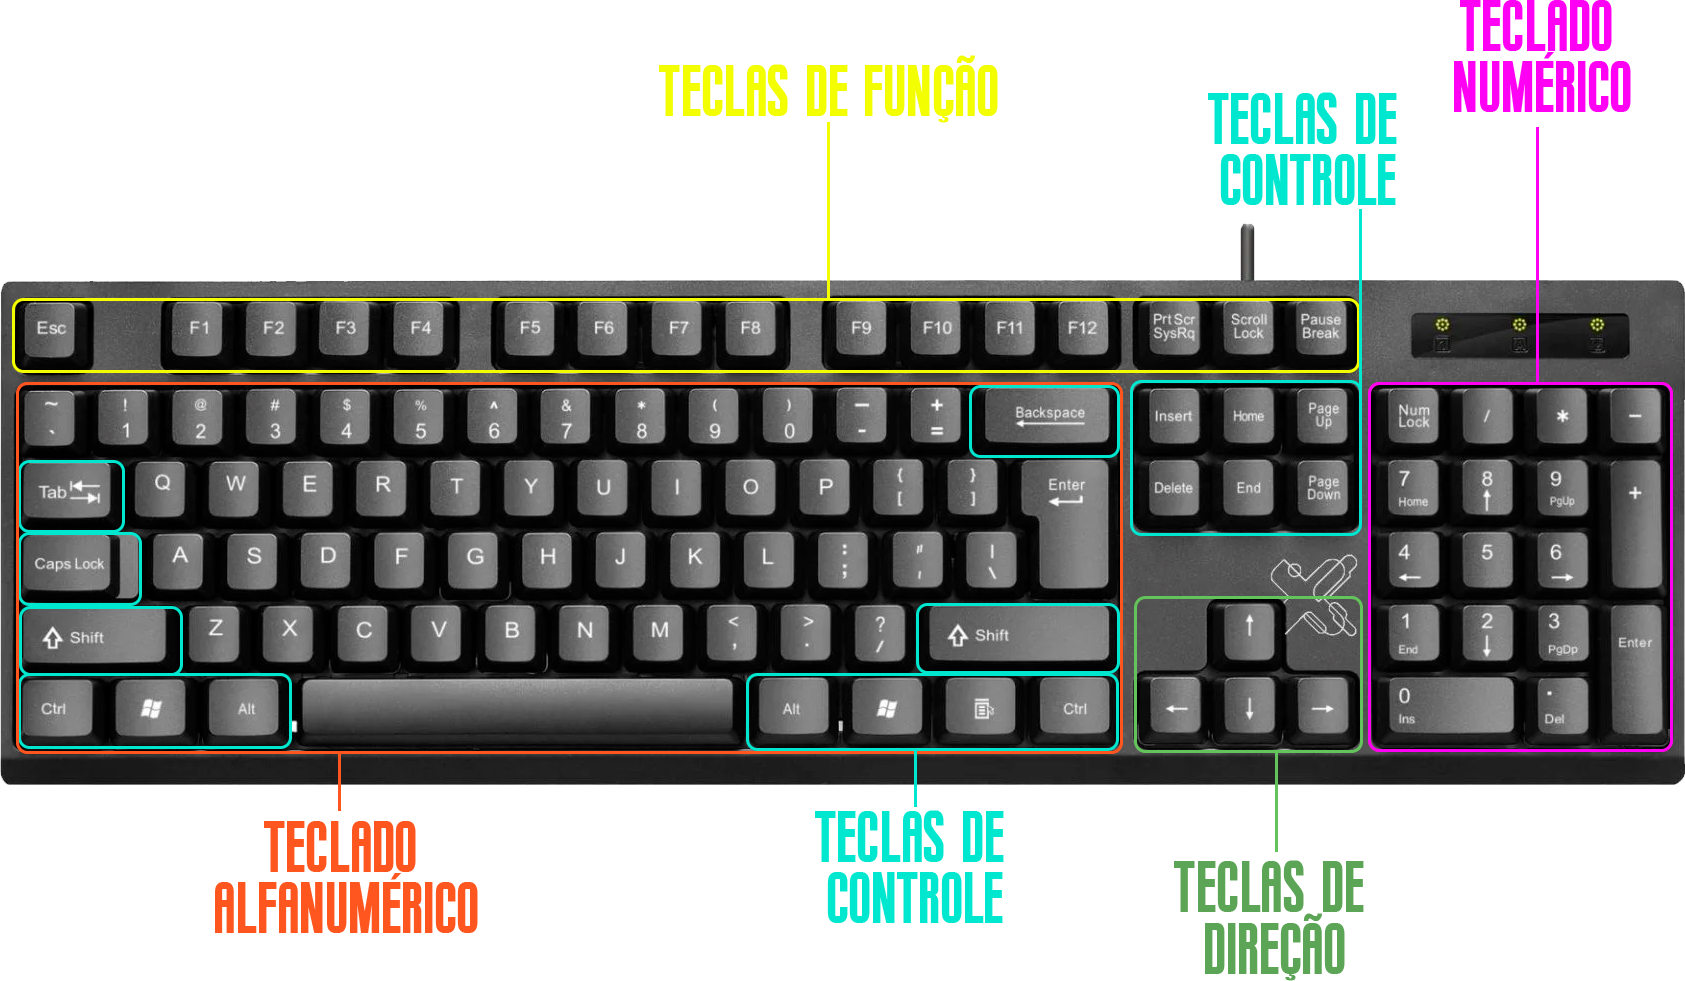 TECLADO
NUMÉRICO
TECLAS DE FUNÇÃO
TECLAS DE
CONTROLE
Esc F1 F2 F3 F4 F5 F6 F7 F8 F9 F10 F11 F12 Prt Scr Scroll Pause
SysRq Lock Break
~ ! @ # $ % ^ & * ( ) — + Backspace Insert Home Page Up Num Lock / * −
` 1 2 3 4 5 6 7 8 9 0 - =
Tab Q W E R T Y U I O P { } Enter Delete End Page Down 7 8 9 +
[ ] Home ↑ PgUp
Caps Lock A S D F G H J K L : " | 4 5 6
; , \ ← →
Shift Z X C V B N M < > ? Shift ↑ 1 2 3 Enter
, . / End ↓ PgDp
Ctrl Alt Alt Ctrl ← ↓ → 0 .
Ins Del
TECLADO
ALFANUMÉRICO
TECLAS DE
CONTROLE
TECLAS DE
DIREÇÃO